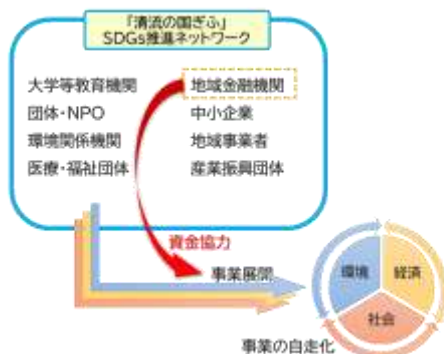 「清流の国ぎふ」
SDGs推進ネットワーク
大学等教育機関
団体・NPO
環境関係機関
医療・福祉団体
地域金融機関
中小企業
地域事業者
産業振興団体
資金協力
事業展開
環境
経済
社会
事業の自走化